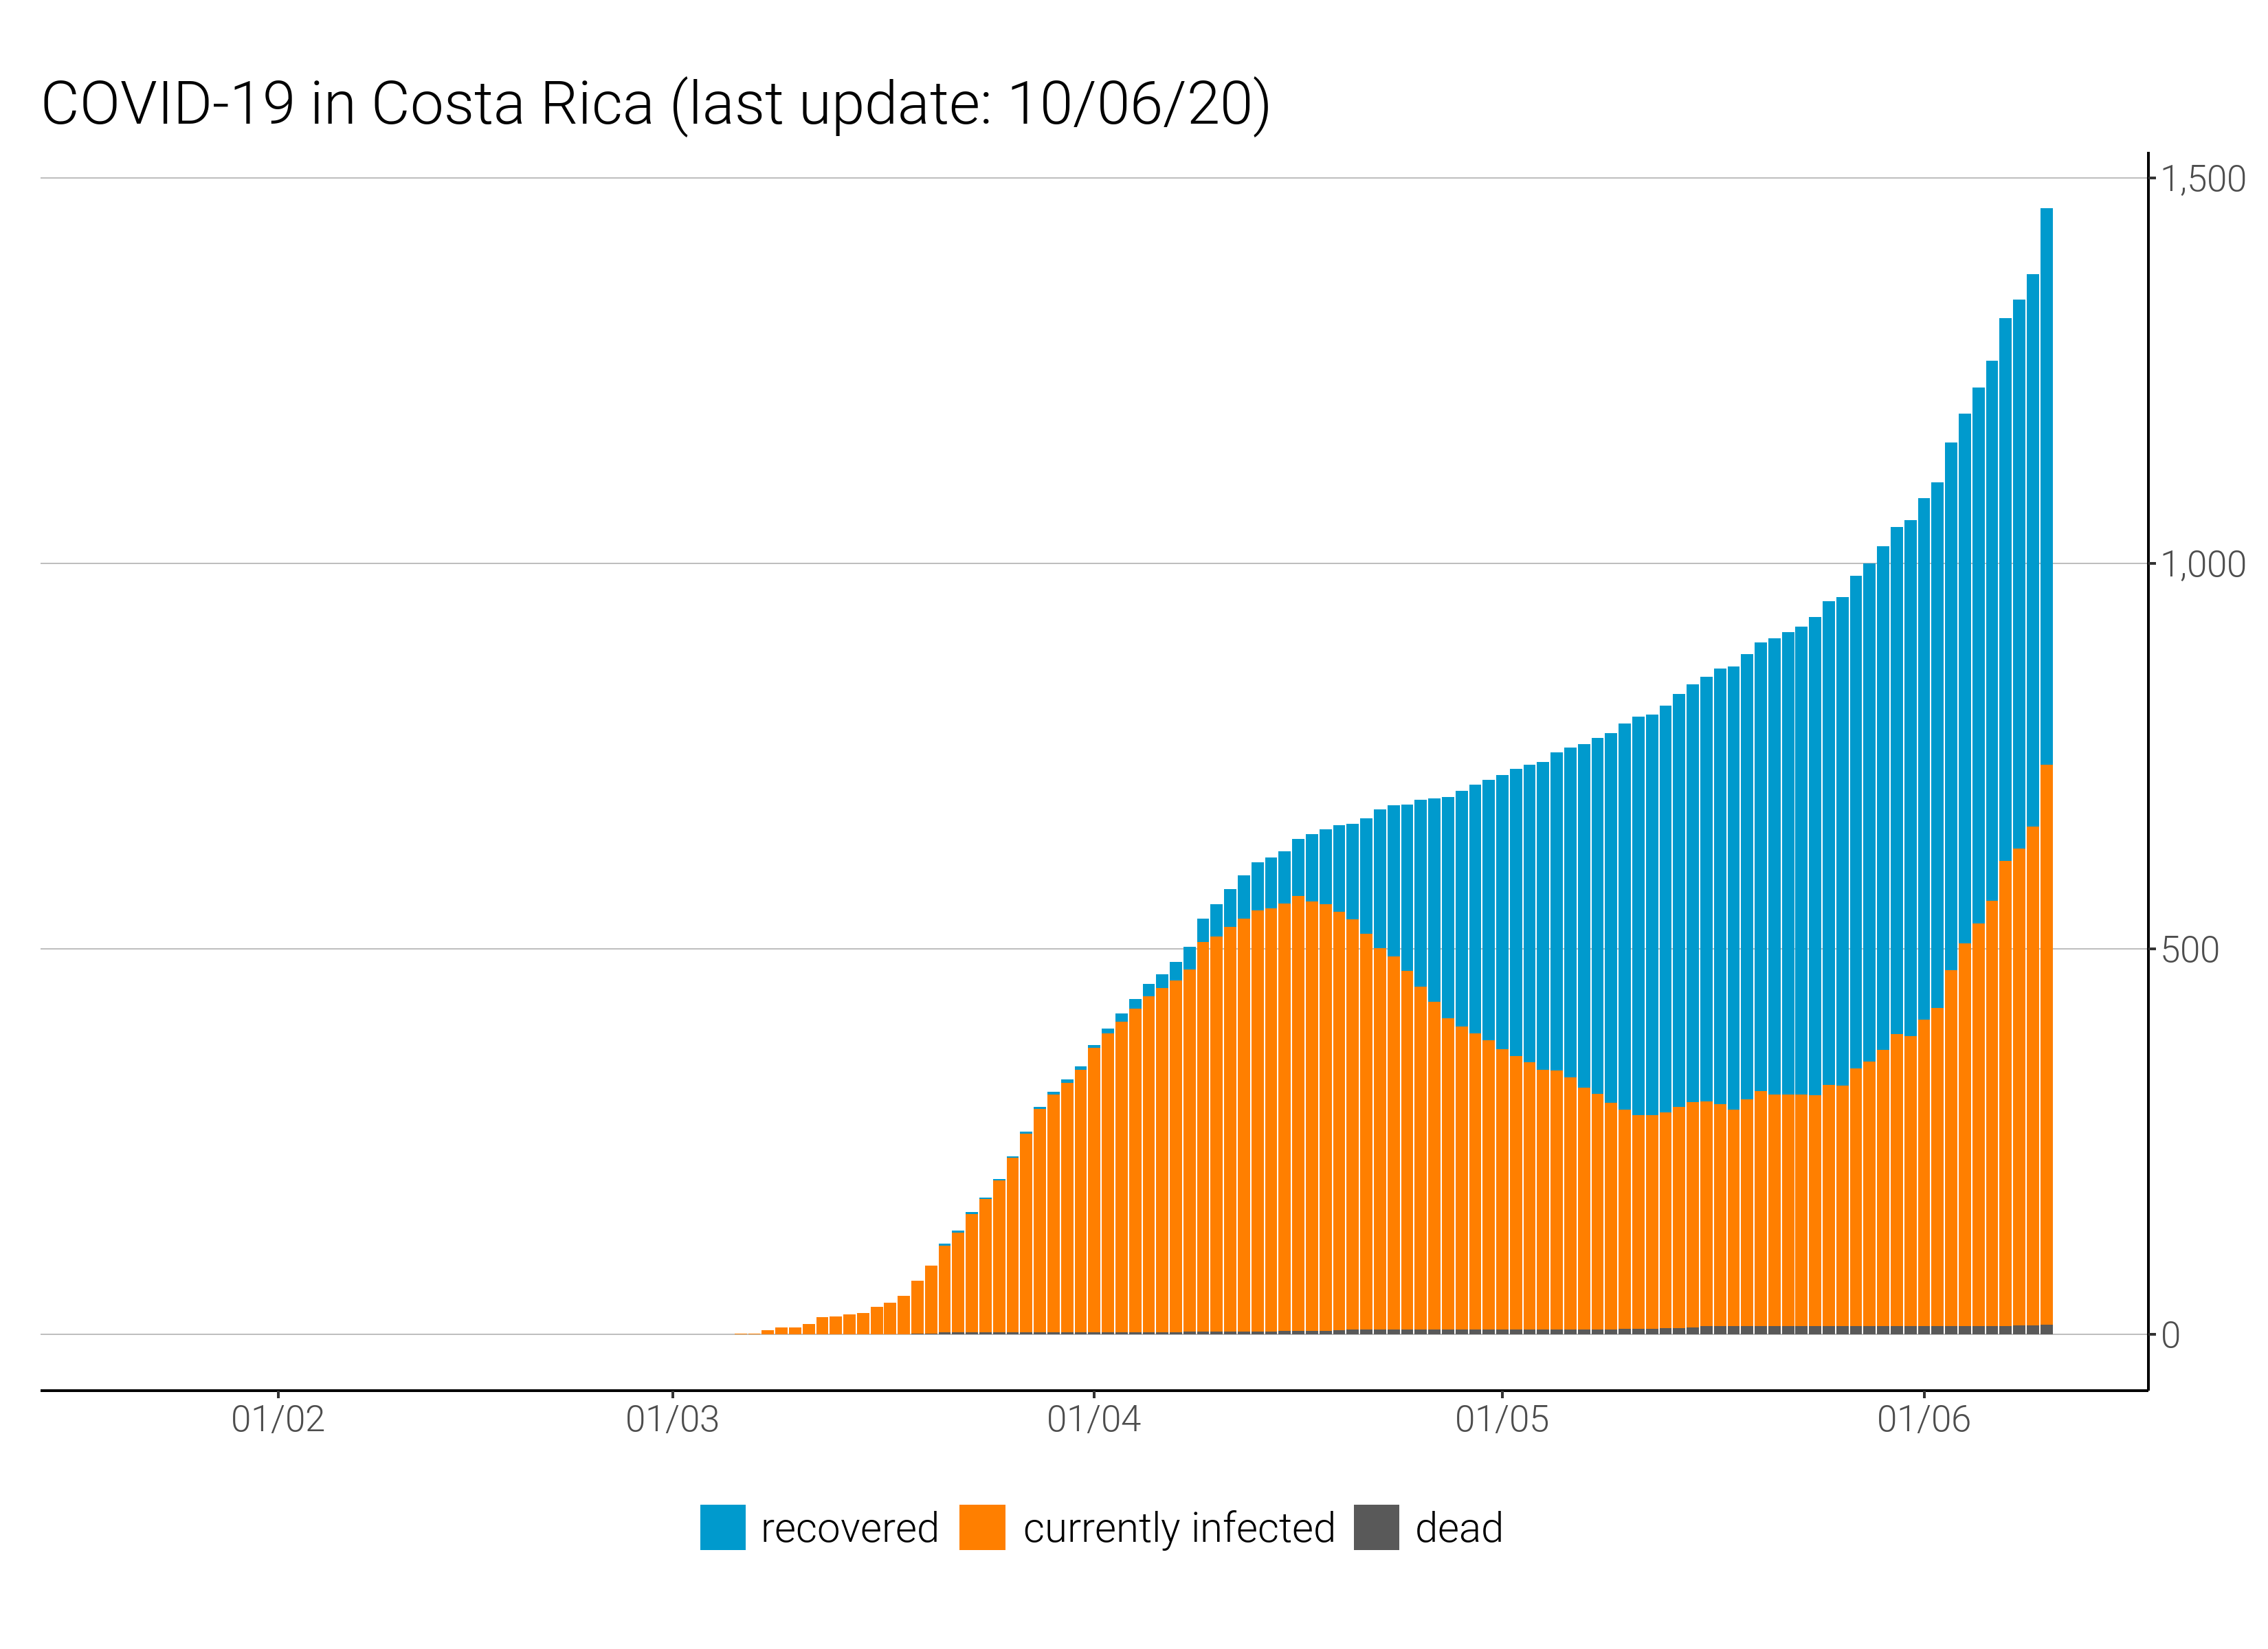 COVID-19 in Costa Rica (last update: 10/06/20)
1,500
1,000
500
0
01/02 01/03 01/04 01/05 01/06
recovered currently infected dead